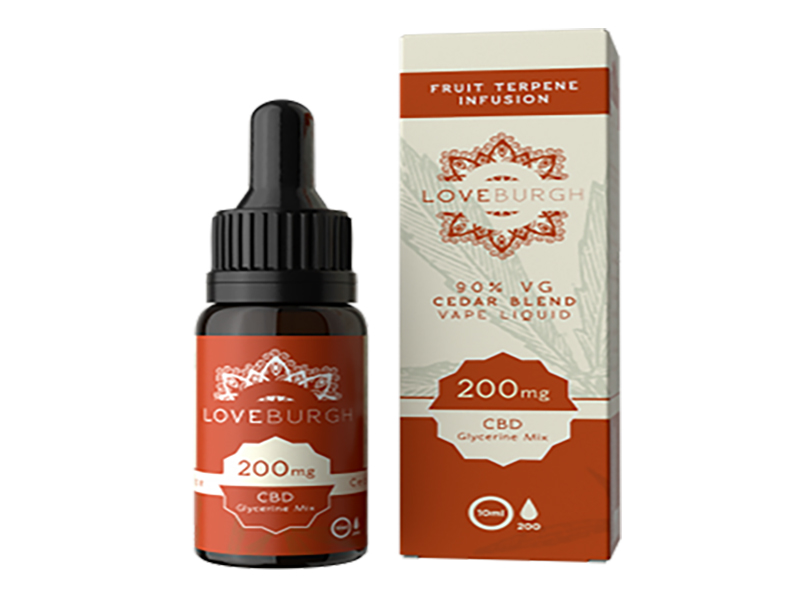 FRUIT TERPENE
INFUSION
LOVEBURGH
90% VG
CEDAR BLEND
VAPE LIQUID
200mg
CBD
Glycerine Mix
10ml
200
LOVEBURGH
200mg
CBD
Glycerine Mix